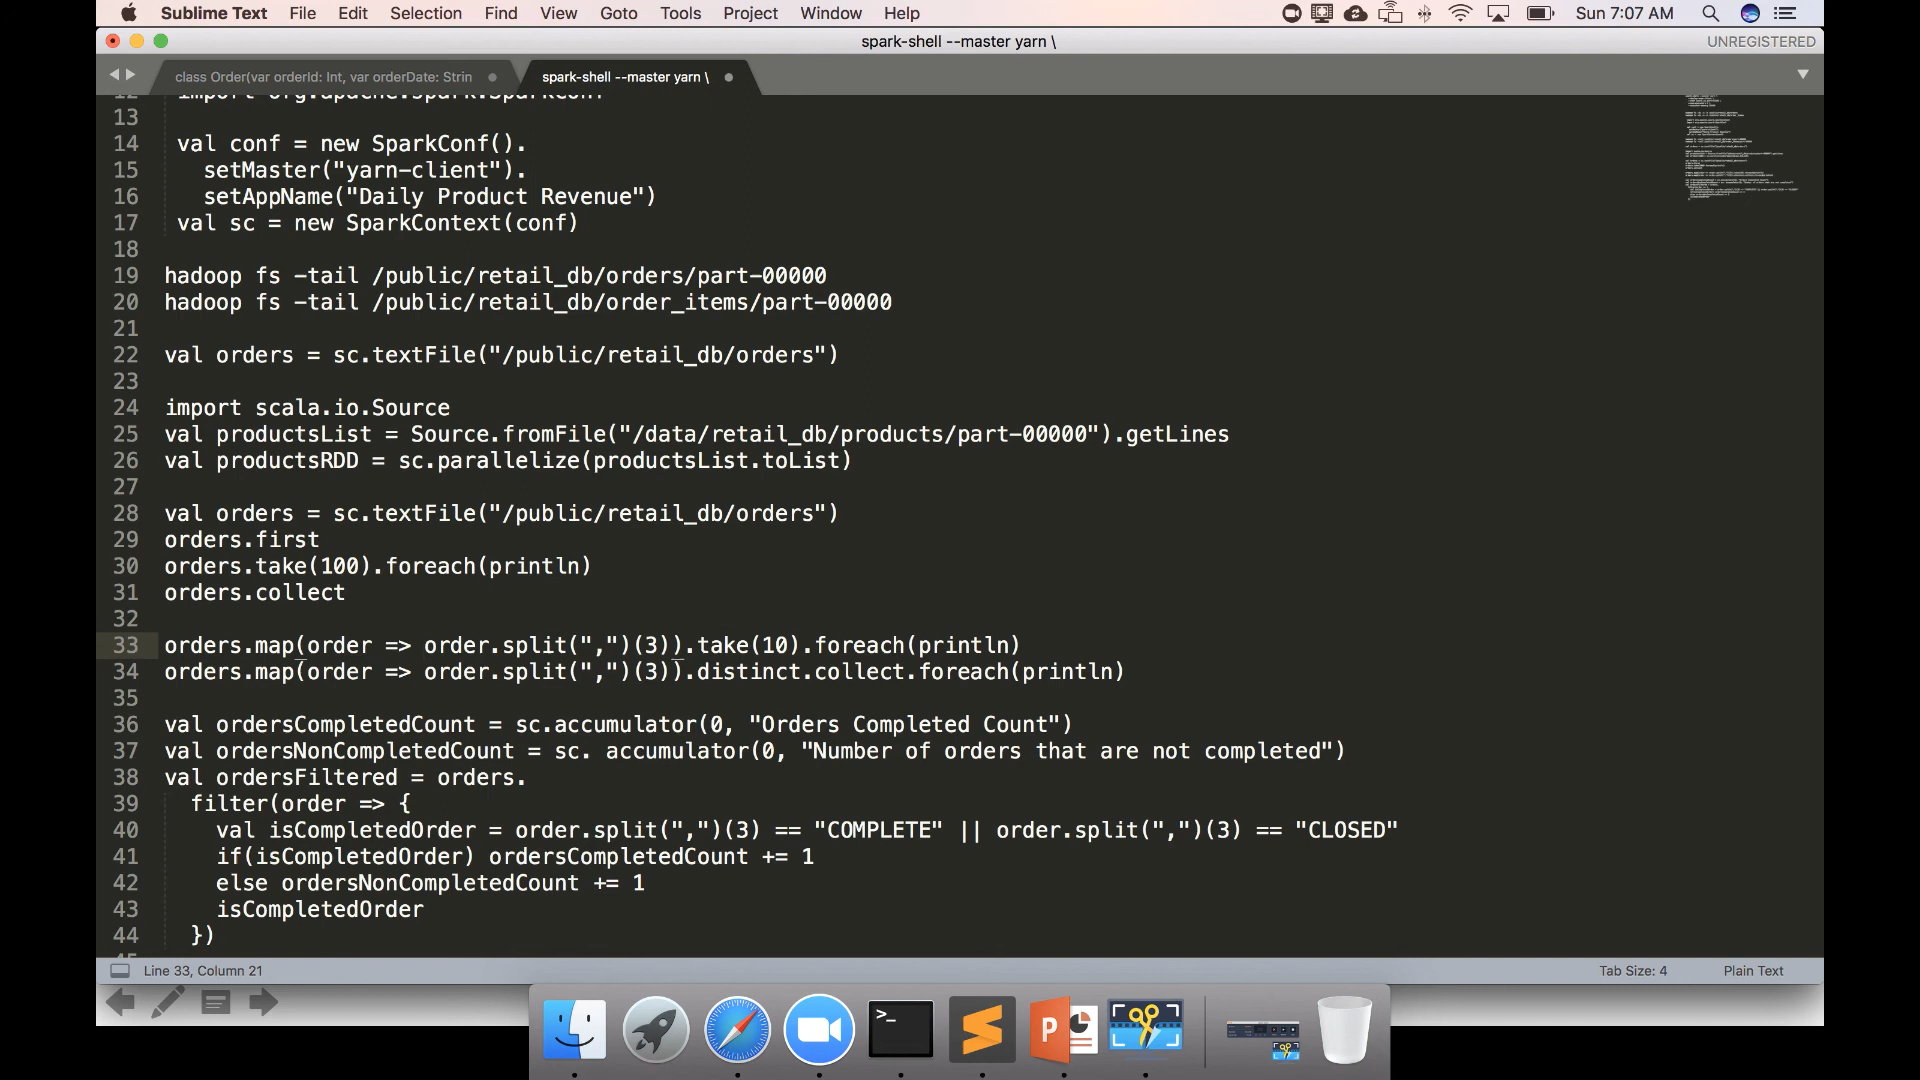 Sublime Text File Edit Selection Find View Goto Tools Project Window Help Sun 7:07 AM
spark-shell --master yarn \ UNREGISTERED
class Order(var orderId: Int, var orderDate: Strin spark-shell --master yarn \
12 import org.apache.spark.SparkConf
13
14 val conf = new SparkConf().
15 setMaster("yarn-client").
16 setAppName("Daily Product Revenue")
17 val sc = new SparkContext(conf)
18
19 hadoop fs -tail /public/retail_db/orders/part-00000
20 hadoop fs -tail /public/retail_db/order_items/part-00000
21
22 val orders = sc.textFile("/public/retail_db/orders")
23
24 import scala.io.Source
25 val productsList = Source.fromFile("/data/retail_db/products/part-00000").getLines
26 val productsRDD = sc.parallelize(productsList.toList)
27
28 val orders = sc.textFile("/public/retail_db/orders")
29 orders.first
30 orders.take(100).foreach(println)
31 orders.collect
32
33 orders.map(order => order.split(",")(3)).take(10).foreach(println)
34 orders.map(order => order.split(",")(3)).distinct.collect.foreach(println)
35
36 val ordersCompletedCount = sc.accumulator(0, "Orders Completed Count")
37 val ordersNonCompletedCount = sc. accumulator(0, "Number of orders that are not completed")
38 val ordersFiltered = orders.
39 filter(order => {
40 val isCompletedOrder = order.split(",")(3) == "COMPLETE" || order.split(",")(3) == "CLOSED"
41 if(isCompletedOrder) ordersCompletedCount += 1
42 else ordersNonCompletedCount += 1
43 isCompletedOrder
44 })
Line 33, Column 21 Tab Size: 4 Plain Text